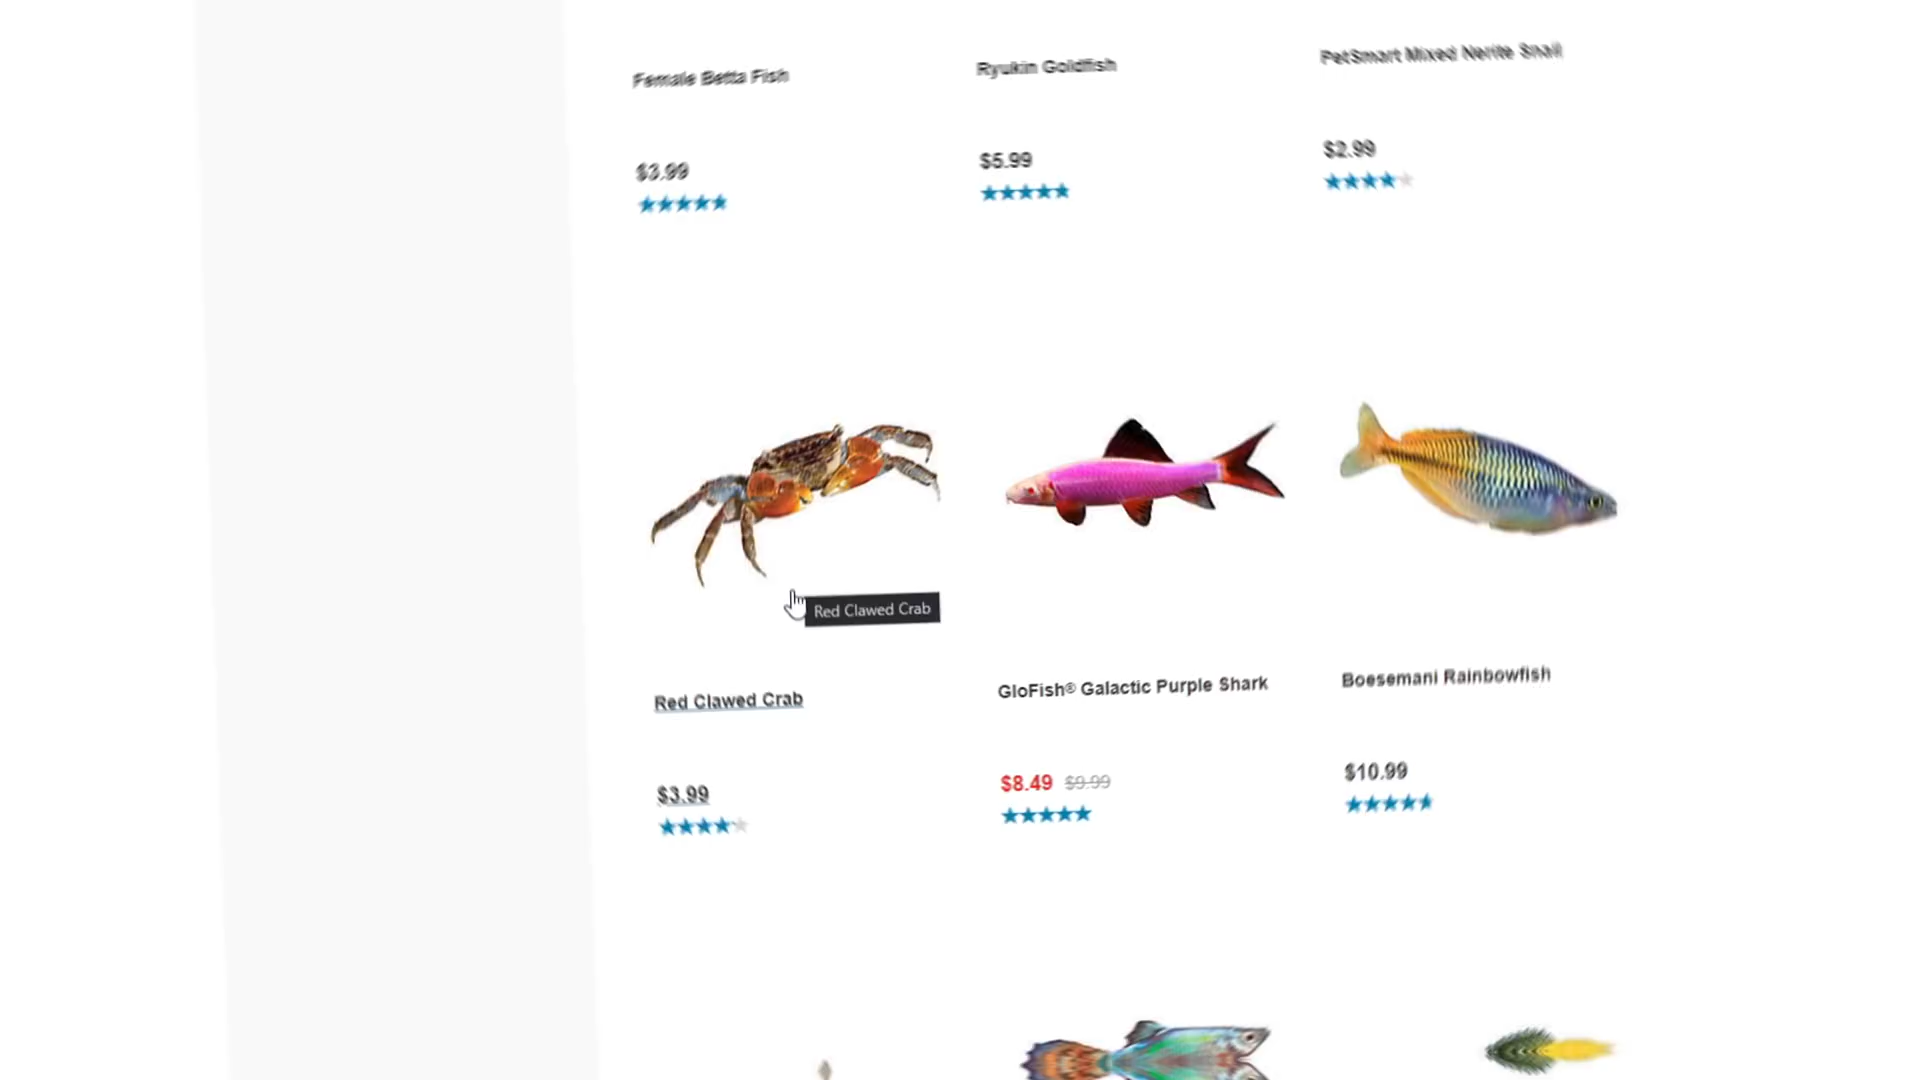 Female Betta Fish
Ryukin Goldfish
PetSmart Mixed Nerite Snail
$3.99
$5.99
$2.99
Red Clawed Crab
Red Clawed Crab
GloFish® Galactic Purple Shark
Boesemani Rainbowfish
$3.99
$8.49 $9.99
$10.99